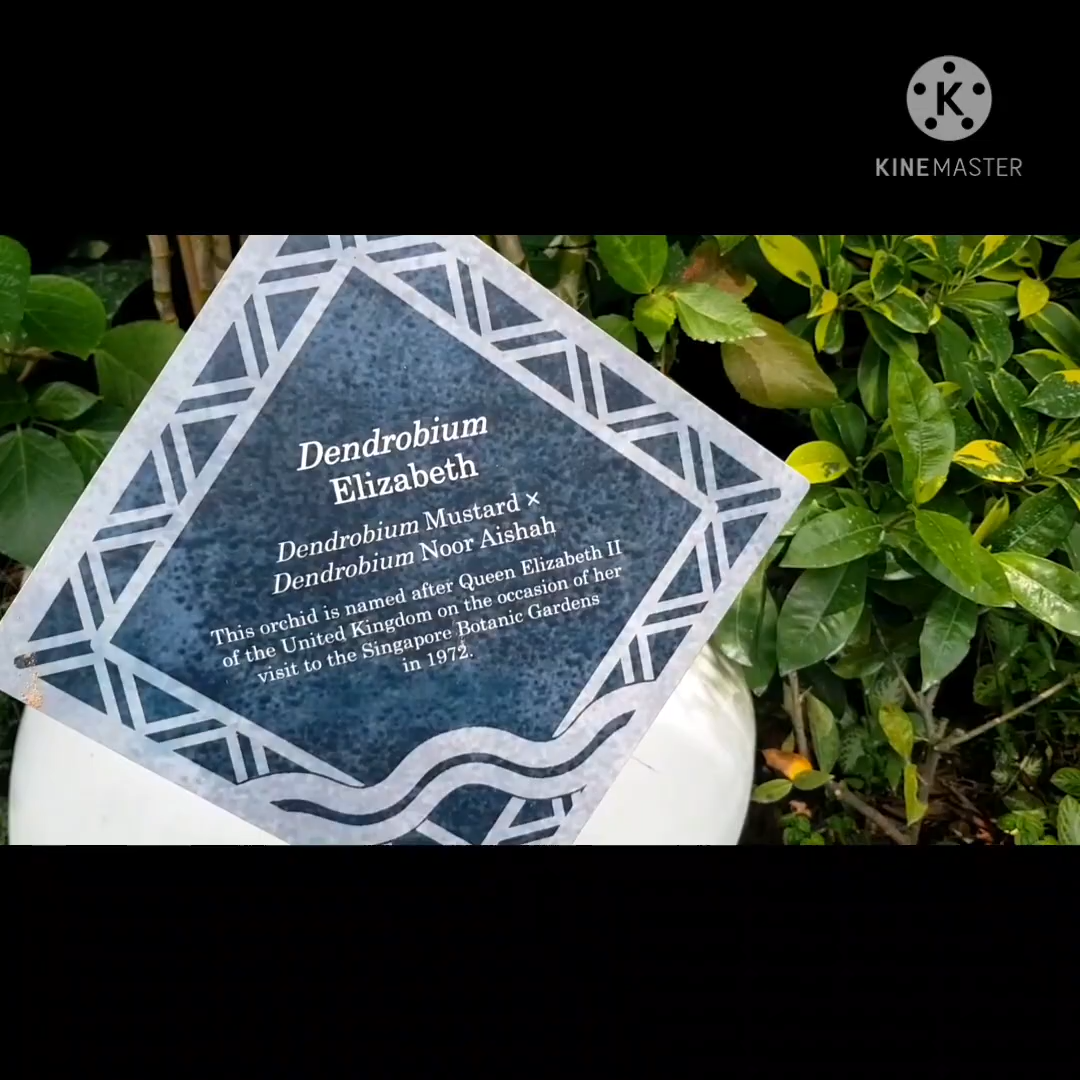 KINEMASTER
Dendrobium
Elizabeth
Dendrobium Mustard ×
Dendrobium Noor Aishah
This orchid is named after Queen Elizabeth II
of the United Kingdom on the occasion of her
visit to the Singapore Botanic Gardens
in 1972.